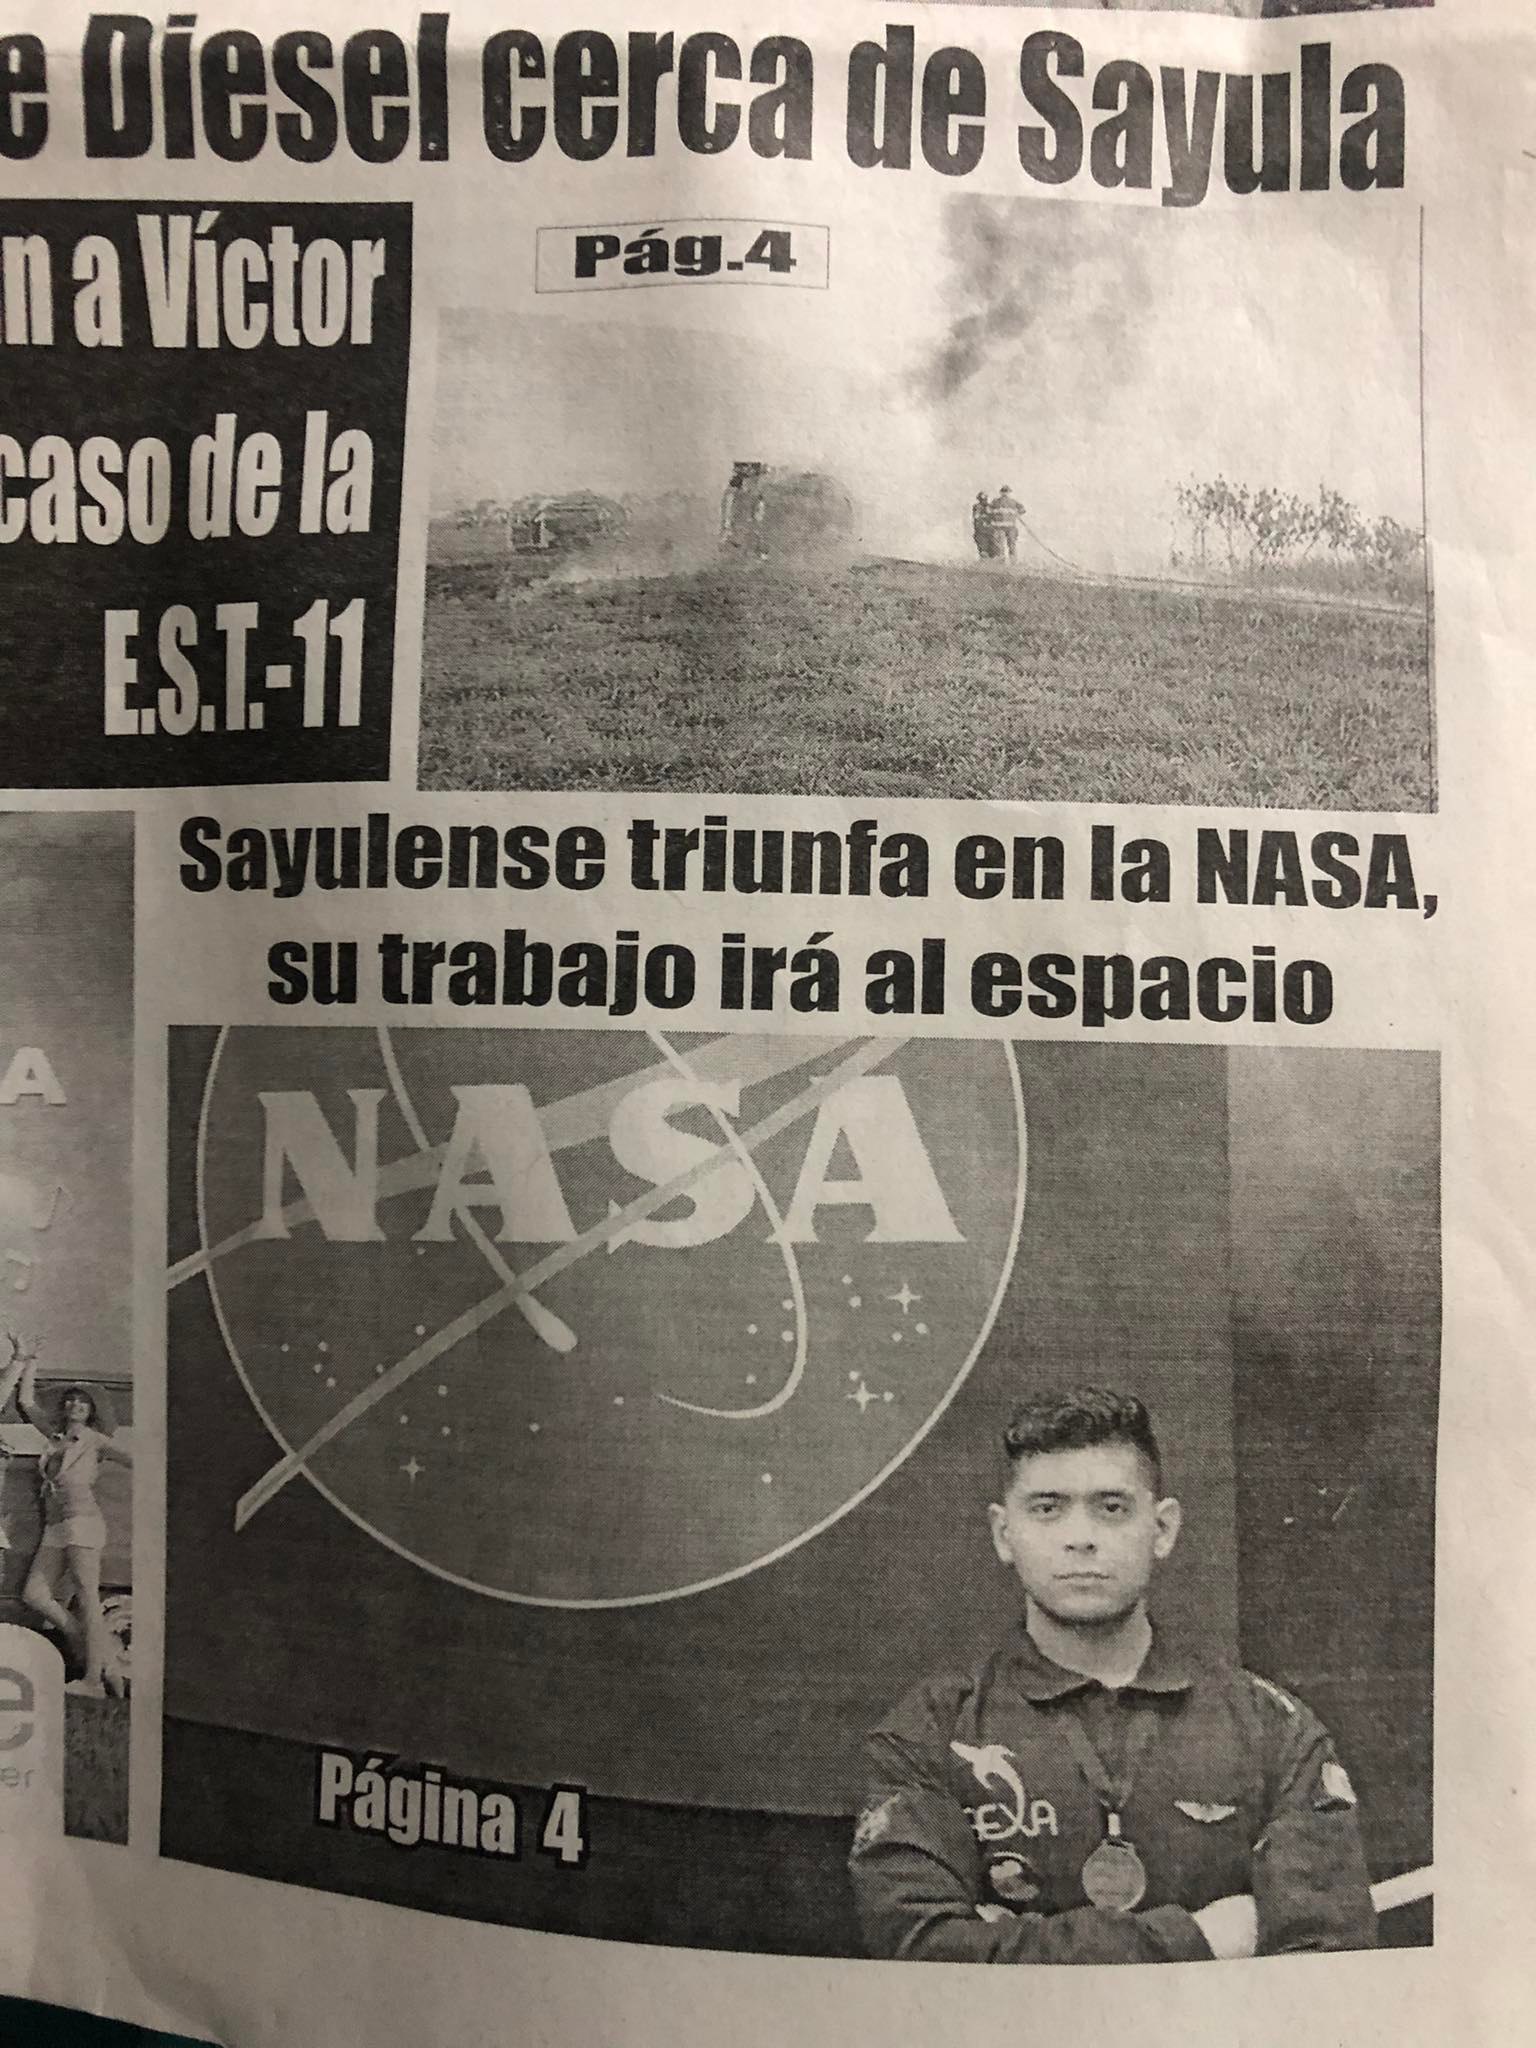 e Diesel cerca de Sayula
n a Víctor
caso de la
E.S.T.-11
Pág.4
Sayulense triunfa en la NASA,
su trabajo irá al espacio
A
NASA
Página 4
e
er